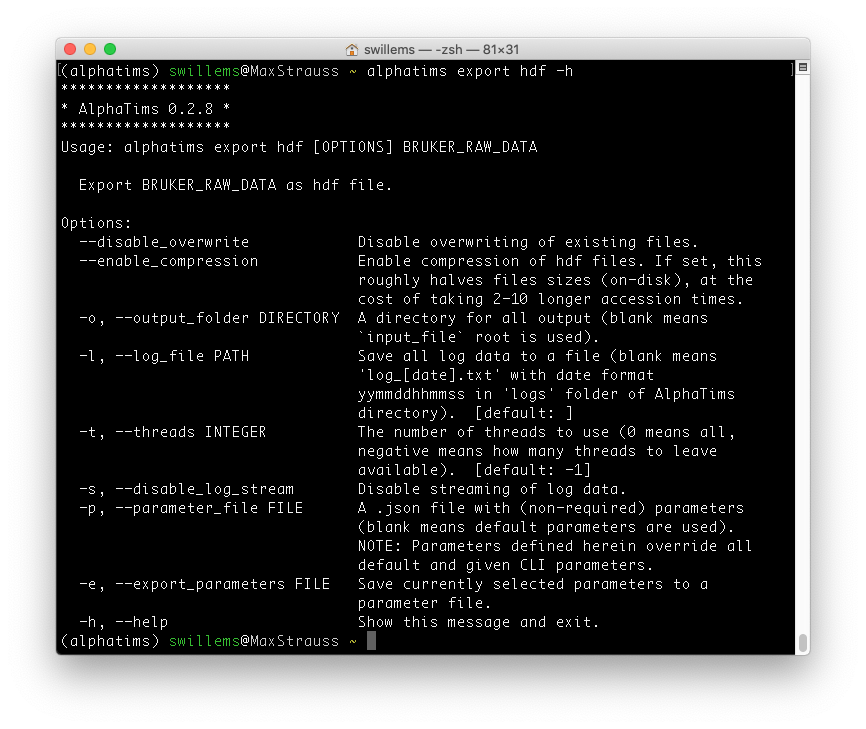 swillems — -zsh — 81×31
[(alphatims) swillems@MaxStrauss ~ alphatims export hdf -h ]
*******************
* AlphaTims 0.2.8 *
*******************
Usage: alphatims export hdf [OPTIONS] BRUKER_RAW_DATA
Export BRUKER_RAW_DATA as hdf file.
Options:
--disable_overwrite Disable overwriting of existing files.
--enable_compression Enable compression of hdf files. If set, this
roughly halves files sizes (on-disk), at the
cost of taking 2-10 longer accession times.
-o, --output_folder DIRECTORY A directory for all output (blank means
`input_file` root is used).
-l, --log_file PATH Save all log data to a file (blank means
'log_[date].txt' with date format
yymmddhhmmss in 'logs' folder of AlphaTims
directory). [default: ]
-t, --threads INTEGER The number of threads to use (0 means all,
negative means how many threads to leave
available). [default: -1]
-s, --disable_log_stream Disable streaming of log data.
-p, --parameter_file FILE A .json file with (non-required) parameters
(blank means default parameters are used).
NOTE: Parameters defined herein override all
default and given CLI parameters.
-e, --export_parameters FILE Save currently selected parameters to a
parameter file.
-h, --help Show this message and exit.
(alphatims) swillems@MaxStrauss ~